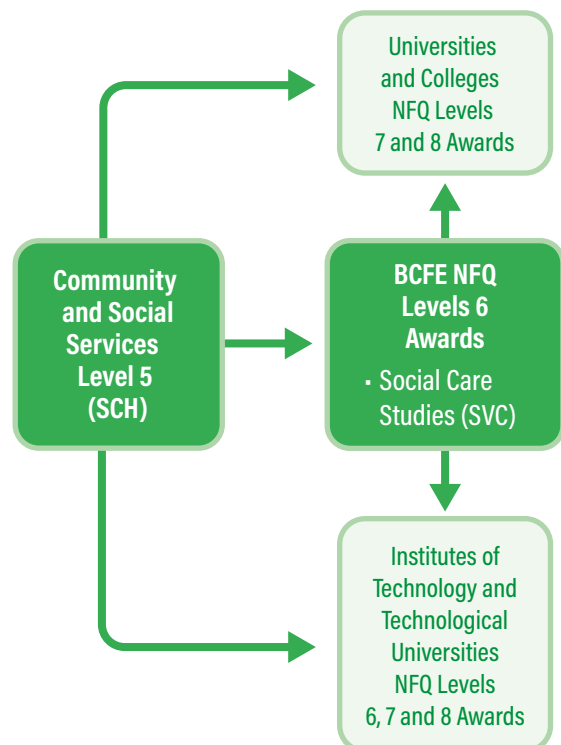 Universities
and Colleges
NFQ Levels
7 and 8 Awards
Community
and Social
Services
Level 5
(SCH)
BCFE NFQ
Levels 6
Awards
· Social Care
Studies (SVC)
Institutes of
Technology and
Technological
Universities
NFQ Levels
6, 7 and 8 Awards